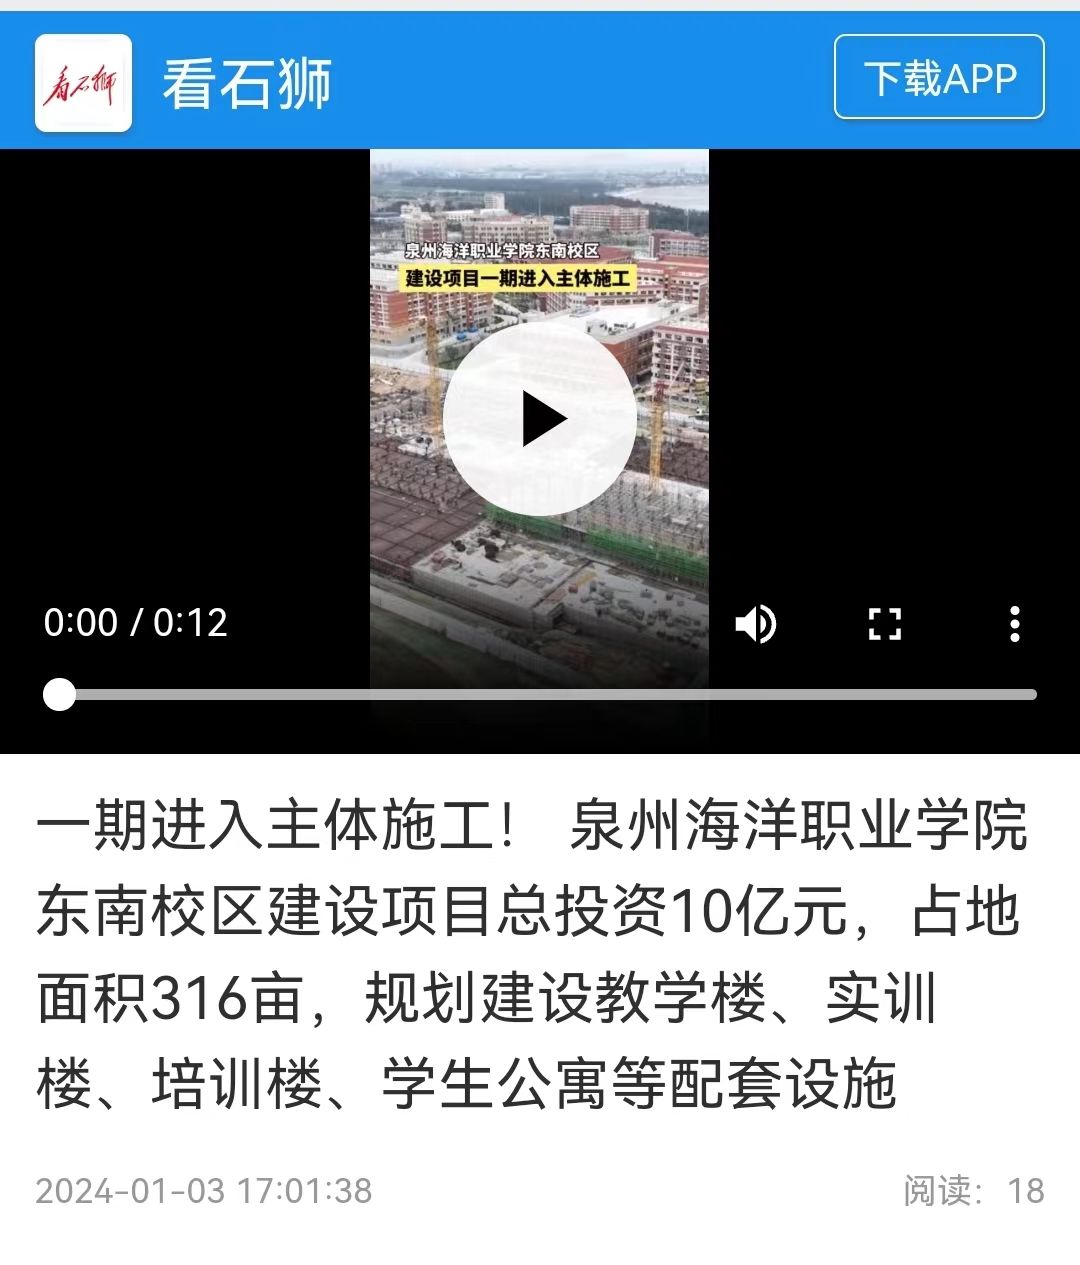 看石狮
看石狮
下载APP
泉州海洋职业学院东南校区
建设项目一期进入主体施工
0:00 / 0:12
一期进入主体施工! 泉州海洋职业学院
东南校区建设项目总投资10亿元，占地
面积316亩，规划建设教学楼、实训
楼、培训楼、学生公寓等配套设施
2024-01-03 17:01:38
阅读：18